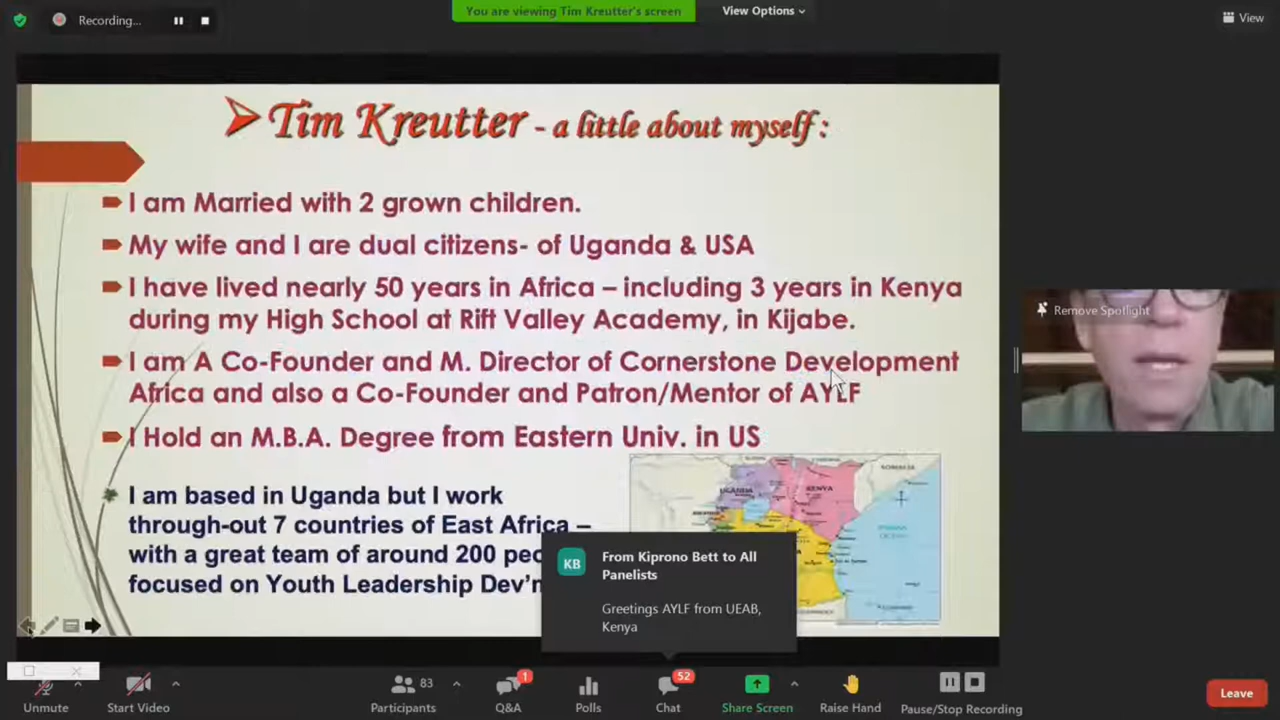 Recording...
You are viewing Tim Kreutter's screen
View Options
View
Tim Kreutter - a little about myself :
I am Married with 2 grown children.
My wife and I are dual citizens- of Uganda & USA
I have lived nearly 50 years in Africa – including 3 years in Kenya
during my High School at Rift Valley Academy, in Kijabe.
I am A Co-Founder and M. Director of Cornerstone Development
Africa and also a Co-Founder and Patron/Mentor of AYLF
I Hold an M.B.A. Degree from Eastern Univ. in US
I am based in Uganda but I work
through-out 7 countries of East Africa –
with a great team of around 200
focused on Youth Leadership Dev'n
UGANDA
KENYA
SOMALIA
Remove Spotlight
KB
From Kiprono Bett to All
Panelists
Greetings AYLF from UEAB,
Kenya
Unmute
Start Video
83
Participants
1
Q&A
Polls
52
Chat
Share Screen
Raise Hand
Pause/Stop Recording
Leave